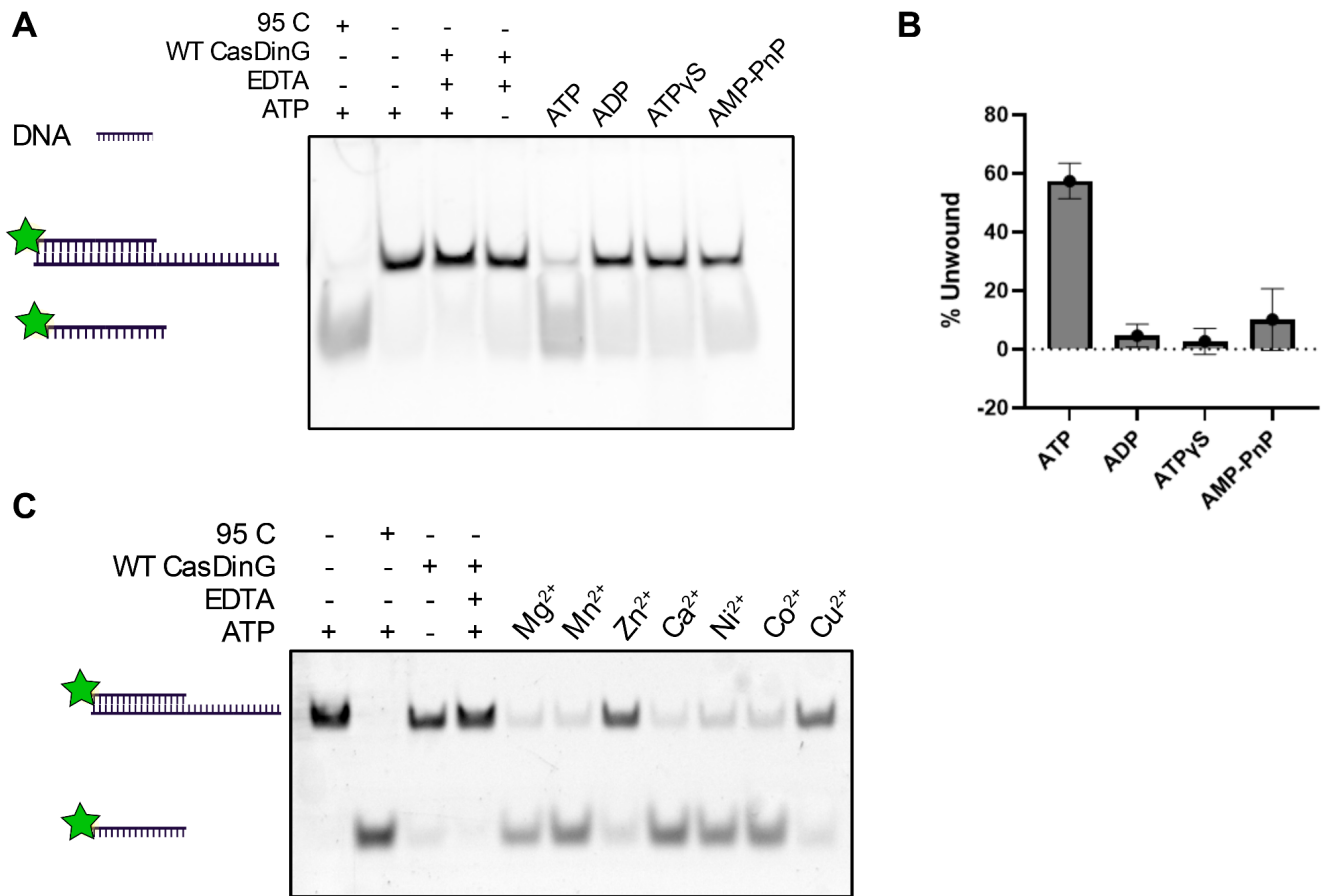 A
95 C + - - -
WT CasDinG - - + +
EDTA - - + +
ATP + + + -
ATP ADP ATPγS AMP-PnP
DNA
B
% Unwound
80
60
40
20
0
-20
ATP ADP ATPγS AMP-PnP
C
95 C - + - -
WT CasDinG - - + +
EDTA - - - +
ATP + + - +
Mg²⁺ Mn²⁺ Zn²⁺ Ca²⁺ Ni²⁺ Co²⁺ Cu²⁺